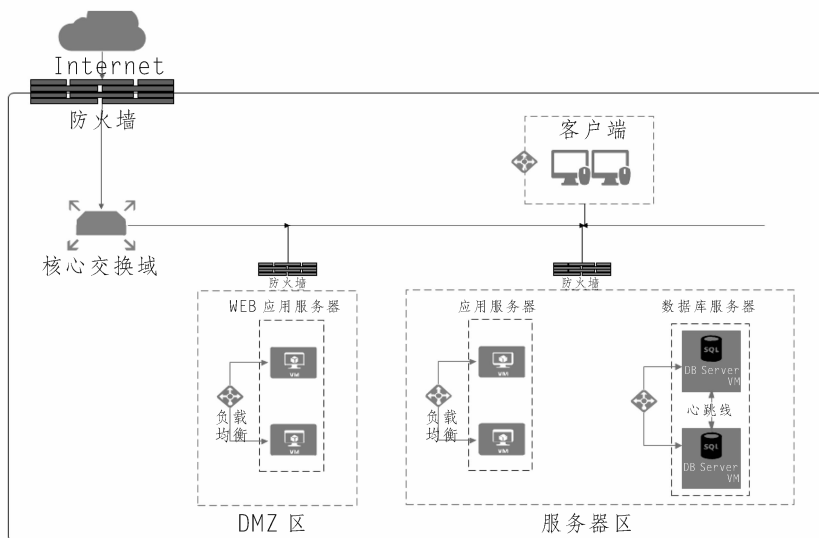 Internet
防火墙
客户端
核心交换域
防火墙
防火墙
WEB 应用服务器
应用服务器
数据库服务器
VM
VM
负载
均衡
VM
VM
负载
均衡
SQL
DB Server
VM
心跳线
SQL
DB Server
VM
DMZ 区
服务器区